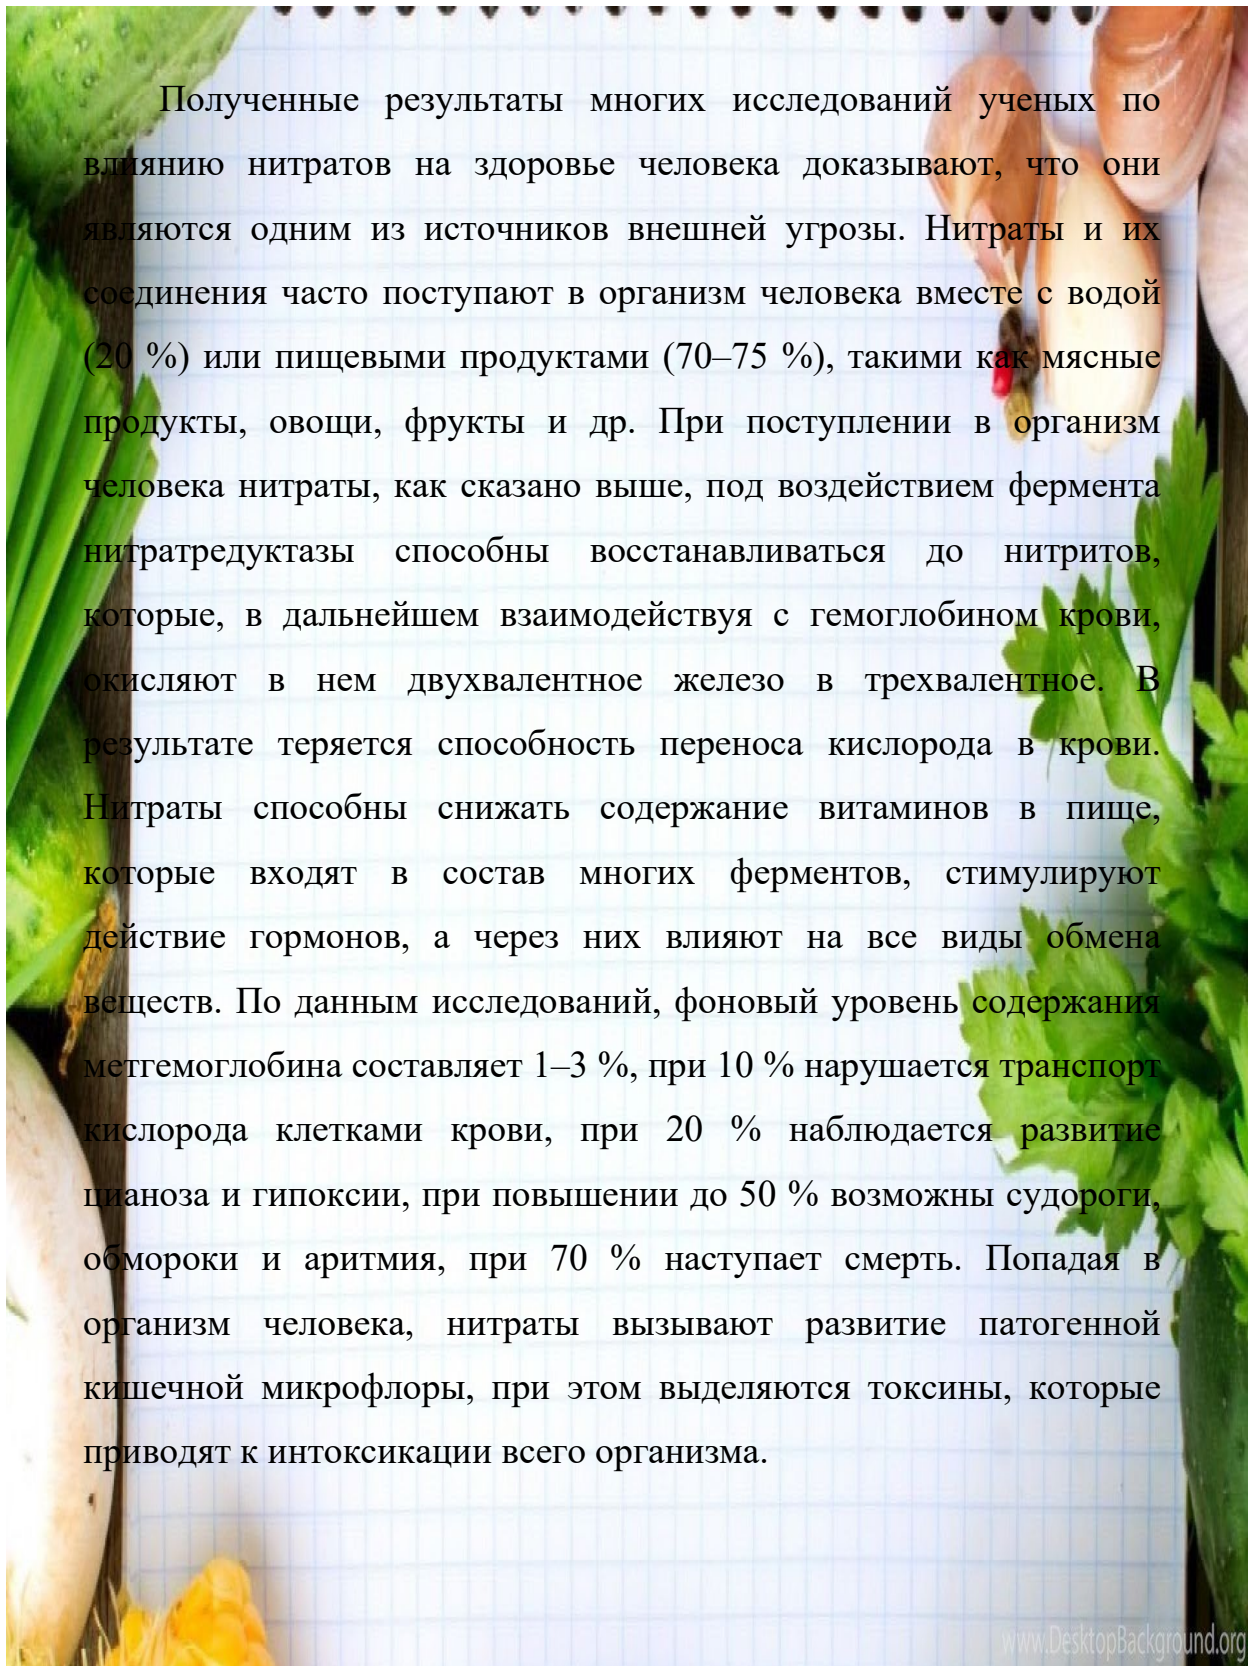 Полученные результаты многих исследований ученых по
влиянию нитратов на здоровье человека доказывают, что они
являются одним из источников внешней угрозы. Нитраты и их
соединения часто поступают в организм человека вместе с водой
(20 %) или пищевыми продуктами (70–75 %), такими как мясные
продукты, овощи, фрукты и др. При поступлении в организм
человека нитраты, как сказано выше, под воздействием фермента
нитратредуктазы способны восстанавливаться до нитритов,
которые, в дальнейшем взаимодействуя с гемоглобином крови,
окисляют в нем двухвалентное железо в трехвалентное. В
результате теряется способность переноса кислорода в крови.
Нитраты способны снижать содержание витаминов в пище,
которые входят в состав многих ферментов, стимулируют
действие гормонов, а через них влияют на все виды обмена
веществ. По данным исследований, фоновый уровень содержания
метгемоглобина составляет 1–3 %, при 10 % нарушается транспорт
кислорода клетками крови, при 20 % наблюдается развитие
цианоза и гипоксии, при повышении до 50 % возможны судороги,
обмороки и аритмия, при 70 % наступает смерть. Попадая в
организм человека, нитраты вызывают развитие патогенной
кишечной микрофлоры, при этом выделяются токсины, которые
приводят к интоксикации всего организма.
www.DesktopBackground.org